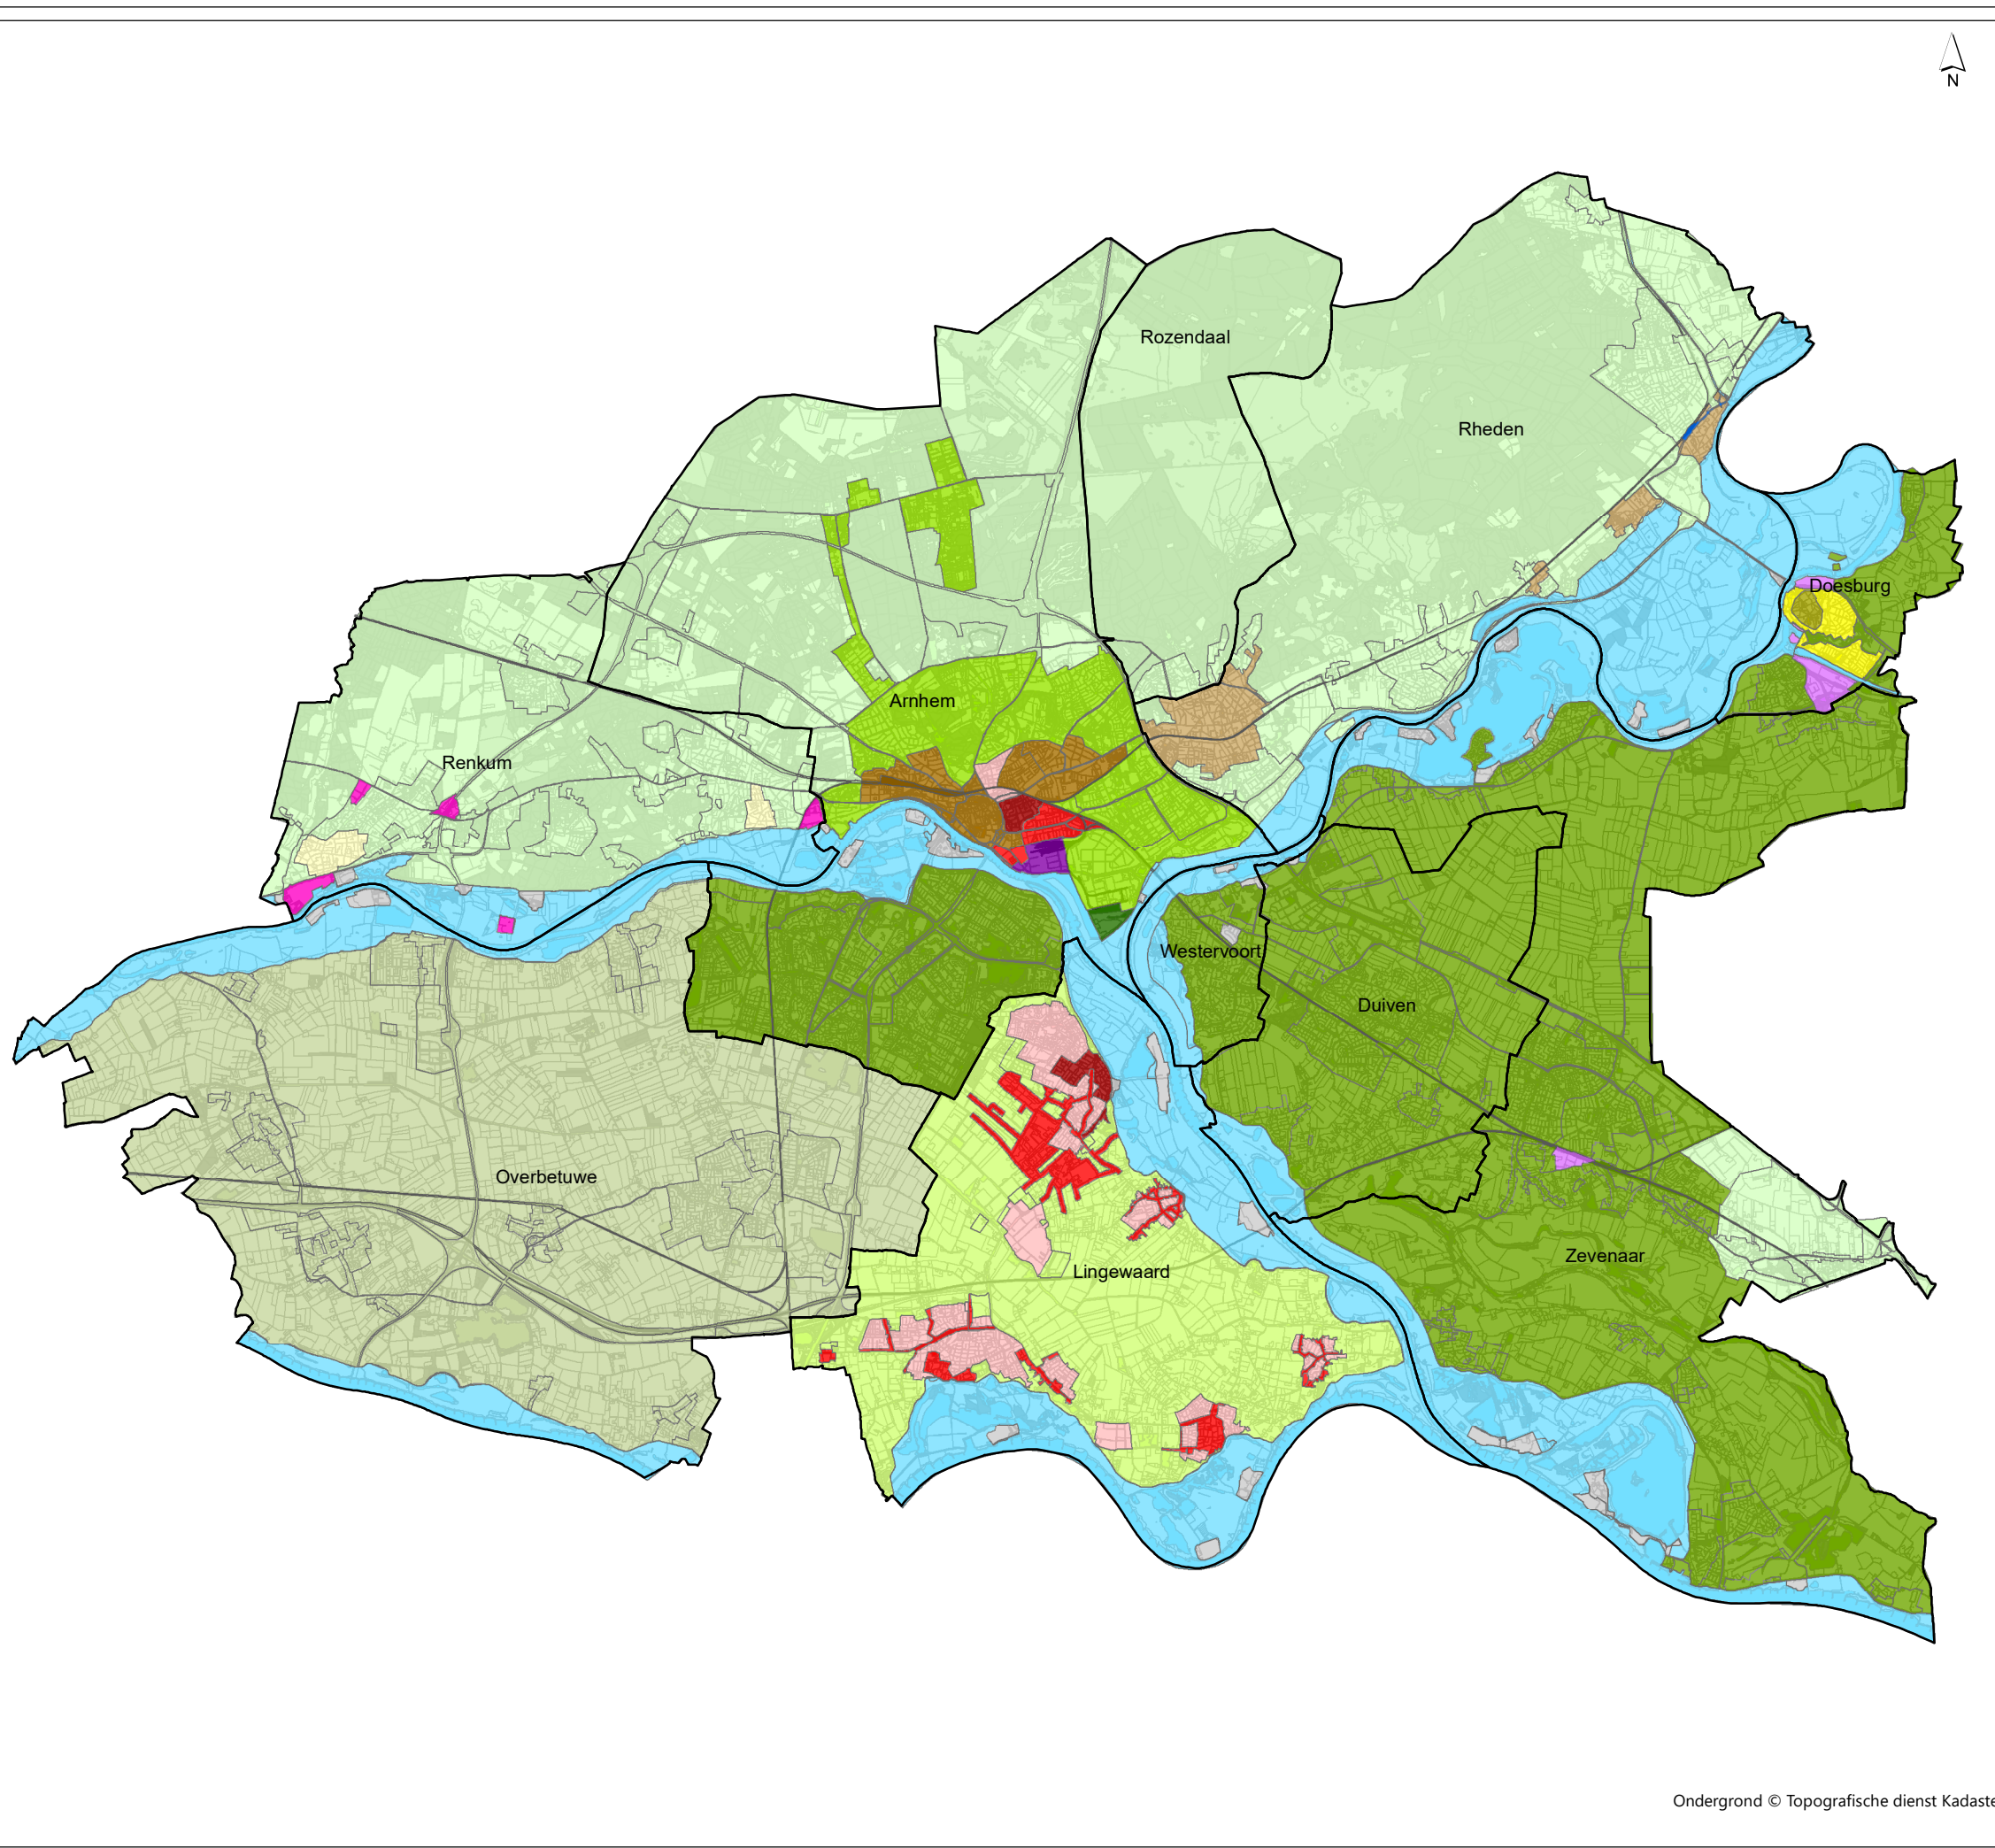 N
Rozendaal
Rheden
Doesburg
Arnhem
Renkum
Westervoort
Duiven
Overbetuwe
Zevenaar
Lingewaard
Ondergrond © Topografische dienst Kadaste